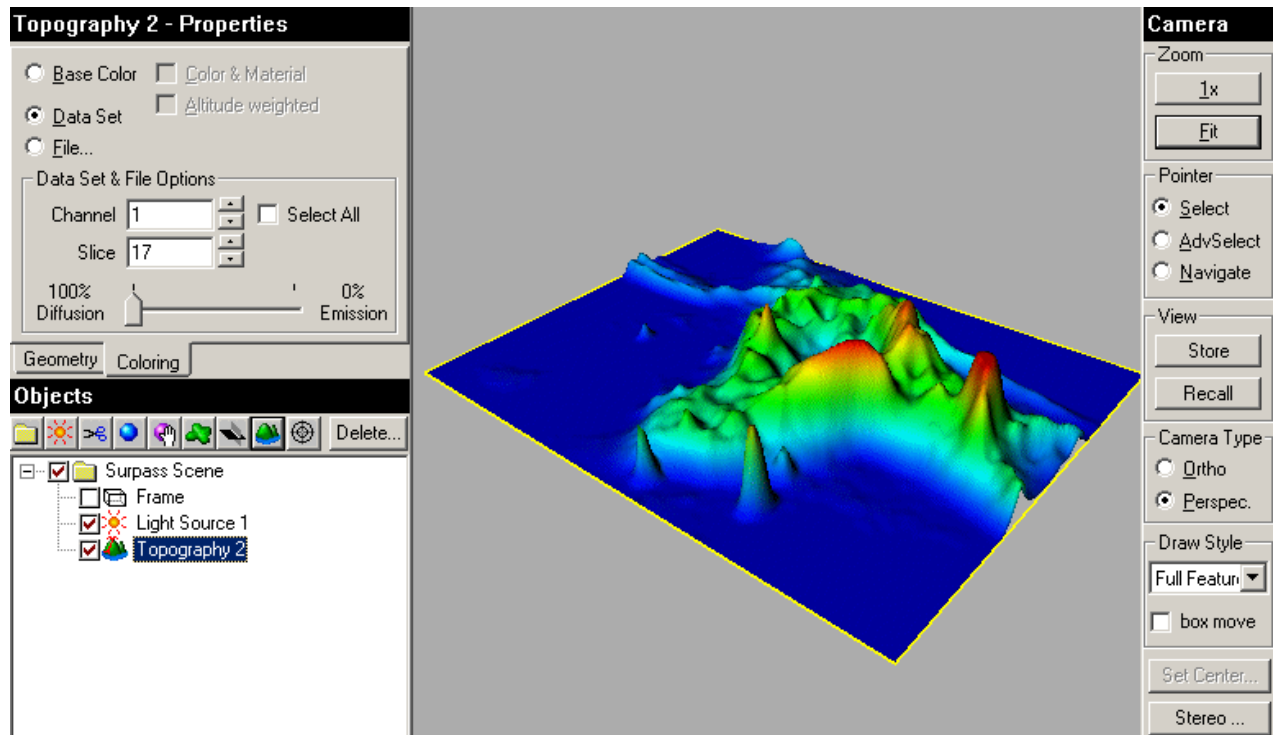 Topography 2 - Properties
Base Color
Color & Material
Altitude weighted
Data Set
File...
Data Set & File Options
Channel 1
Select All
Slice 17
100%
0%
Diffusion
Emission
Geometry
Coloring
Objects
Delete...
Surpass Scene
Frame
Light Source 1
Topography 2
Camera
Zoom
1x
Fit
Pointer
Select
AdvSelect
Navigate
View
Store
Recall
Camera Type
Ortho
Perspec.
Draw Style
Full Featur
box move
Set Center...
Stereo ...